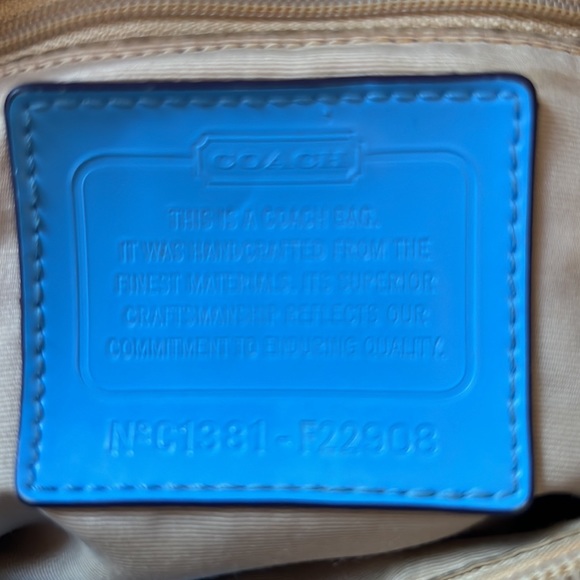 COACH
THIS IS A COACH BAG.
IT WAS HANDCRAFTED FROM THE
FINEST MATERIALS. ITS SUPERIOR
CRAFTSMANSHIP REFLECTS OUR
COMMITMENT TO ENDURING QUALITY.
Nº C1381-F22908